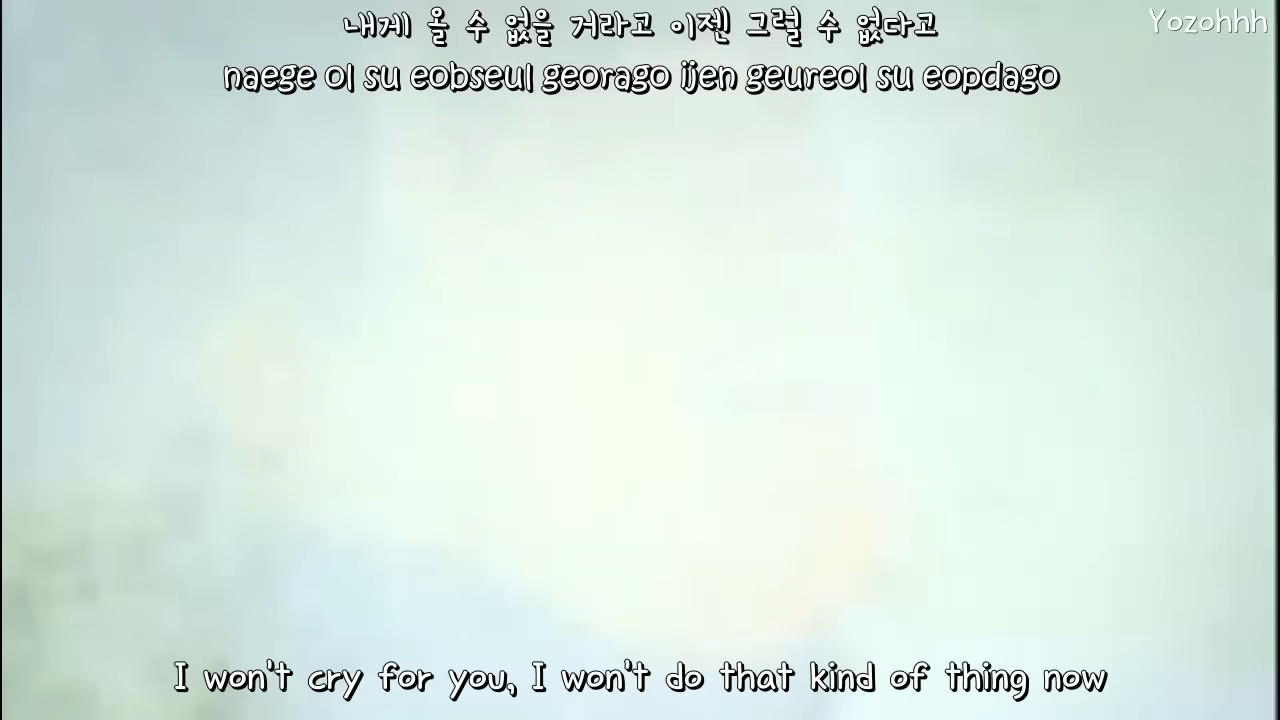 내게 올 수 없을 거라고 이젠 그럴 수 없다고
Yozohhh
naege ol su eobseul georago ijen geureol su eopdago
I won't cry for you, I won't do that kind of thing now